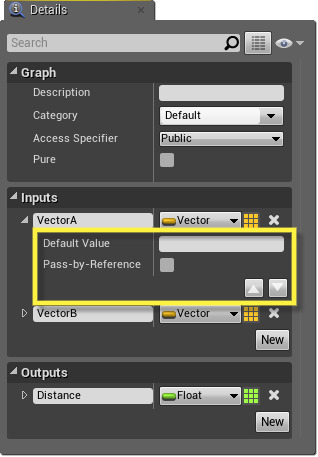 Details
Search
Graph
Description
Category Default
Access Specifier Public
Pure
Inputs
VectorA Vector
Default Value
Pass-by-Reference
VectorB Vector
New
Outputs
Distance Float
New